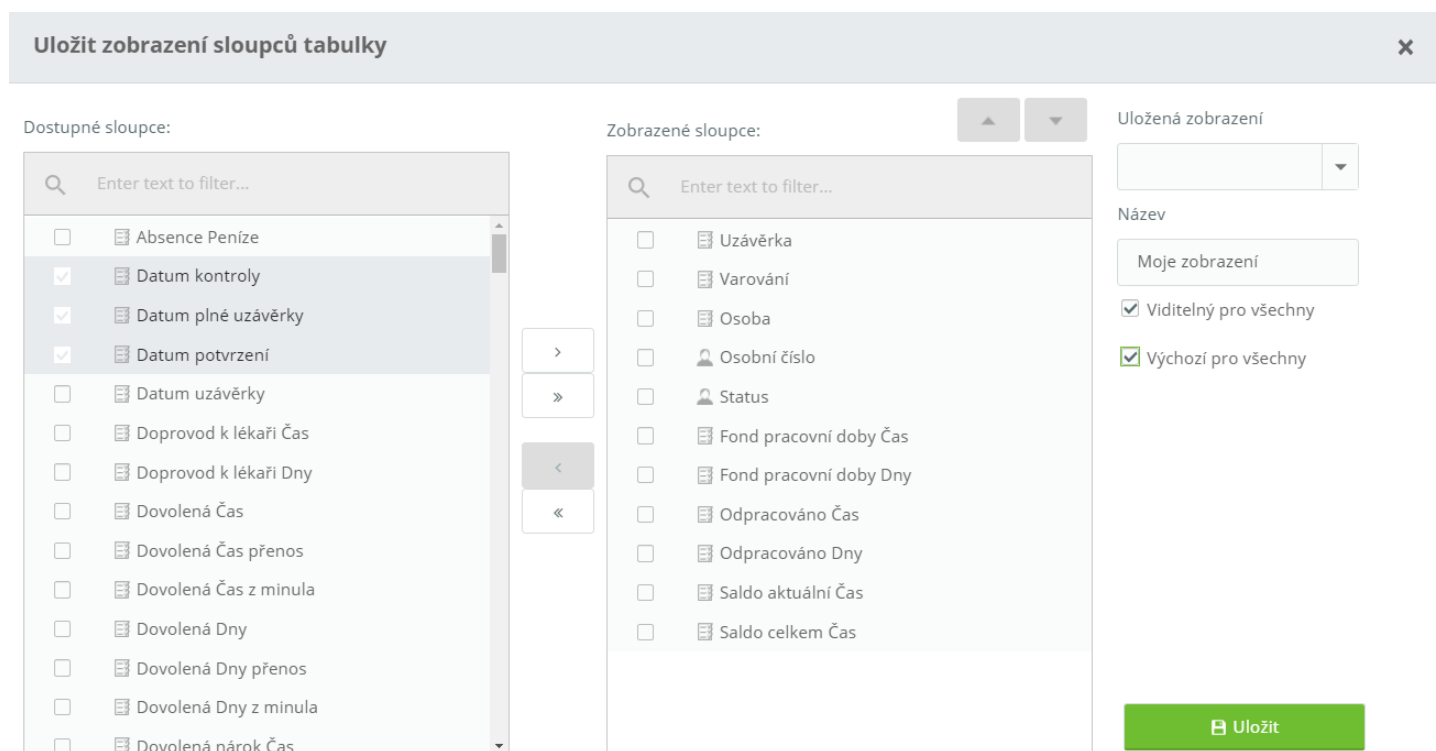 Uložit zobrazení sloupců tabulky
Dostupné sloupce:
Enter text to filter...
Absence Peníze
Datum kontroly
Datum plné uzávěrky
Datum potvrzení
Datum uzávěrky
Doprovod k lékaři Čas
Doprovod k lékaři Dny
Dovolená Čas
Dovolená Čas přenos
Dovolená Čas z minula
Dovolená Dny
Dovolená Dny přenos
Dovolená Dny z minula
Dovolená nárok Čas
Zobrazené sloupce:
Enter text to filter...
Uzávěrka
Varování
Osoba
Osobní číslo
Status
Fond pracovní doby Čas
Fond pracovní doby Dny
Odpracováno Čas
Odpracováno Dny
Saldo aktuální Čas
Saldo celkem Čas
Uložená zobrazení
Název
Moje zobrazení
Viditelný pro všechny
Výchozí pro všechny
Uložit